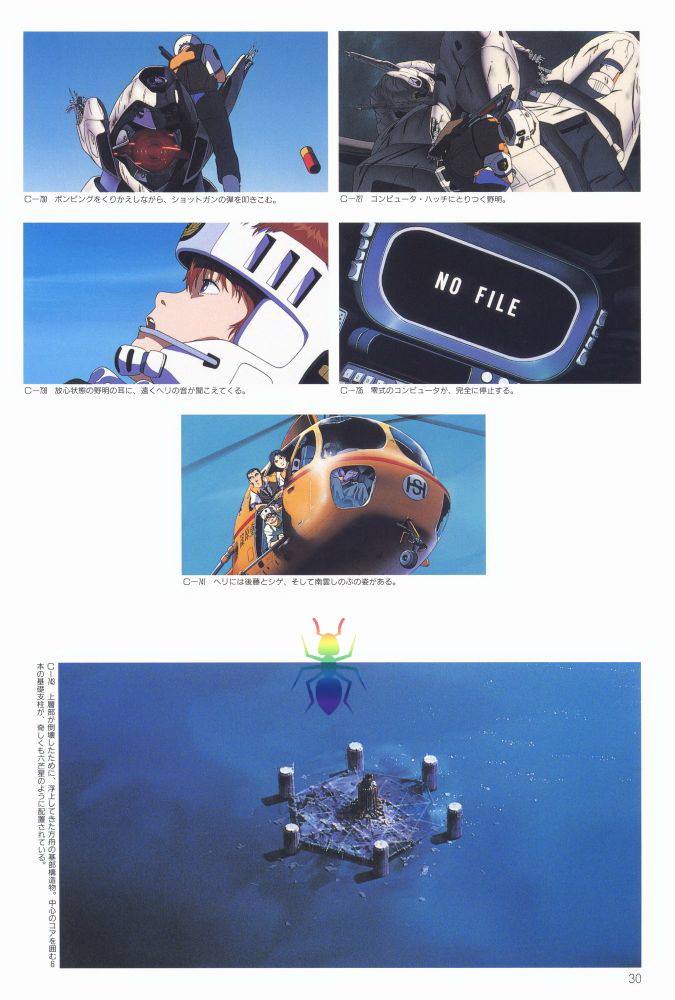 C—730 ポンピングをくりかえしながら、ショットガンの弾を叩きこむ。
C—727 コンピュータ・ハッチにとりつく野明。
NO FILE
C—738 放心状態の野明の耳に、遠くヘリの音が聞こえてくる。
C—735 零式のコンピュータが、完全に停止する。
HSI
C—741 ヘリには後藤とシゲ、そして南雲しのぶの姿がある。
C—743 上層部が倒壊したために、浮上してきた方舟の基部構造物。中心のコアを囲む6
本の基礎支柱が、奇しくも六芒星のように配置されている。
30